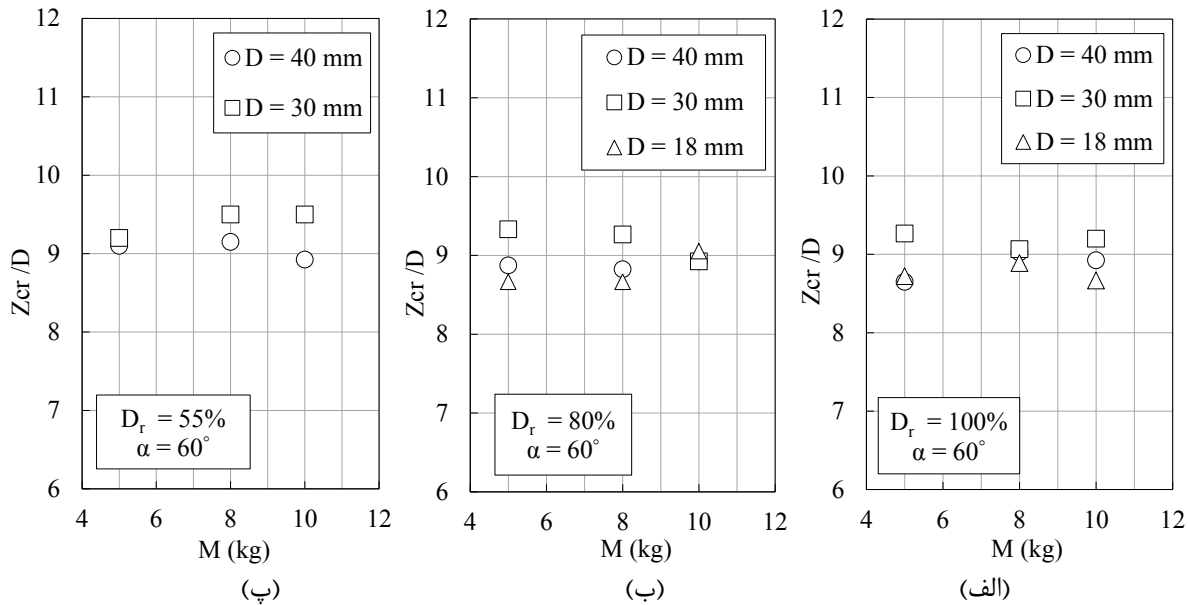 12
11
10
9
8
7
6
Zcr /D
D = 40 mm
D = 30 mm
Dr = 55%
α = 60°
4 6 8 10 12
M (kg)
(پ)
12
11
10
9
8
7
6
Zcr /D
D = 40 mm
D = 30 mm
D = 18 mm
Dr = 80%
α = 60°
4 6 8 10 12
M (kg)
(ب)
12
11
10
9
8
7
6
Zcr /D
D = 40 mm
D = 30 mm
D = 18 mm
Dr = 100%
α = 60°
4 6 8 10 12
M (kg)
(الف)